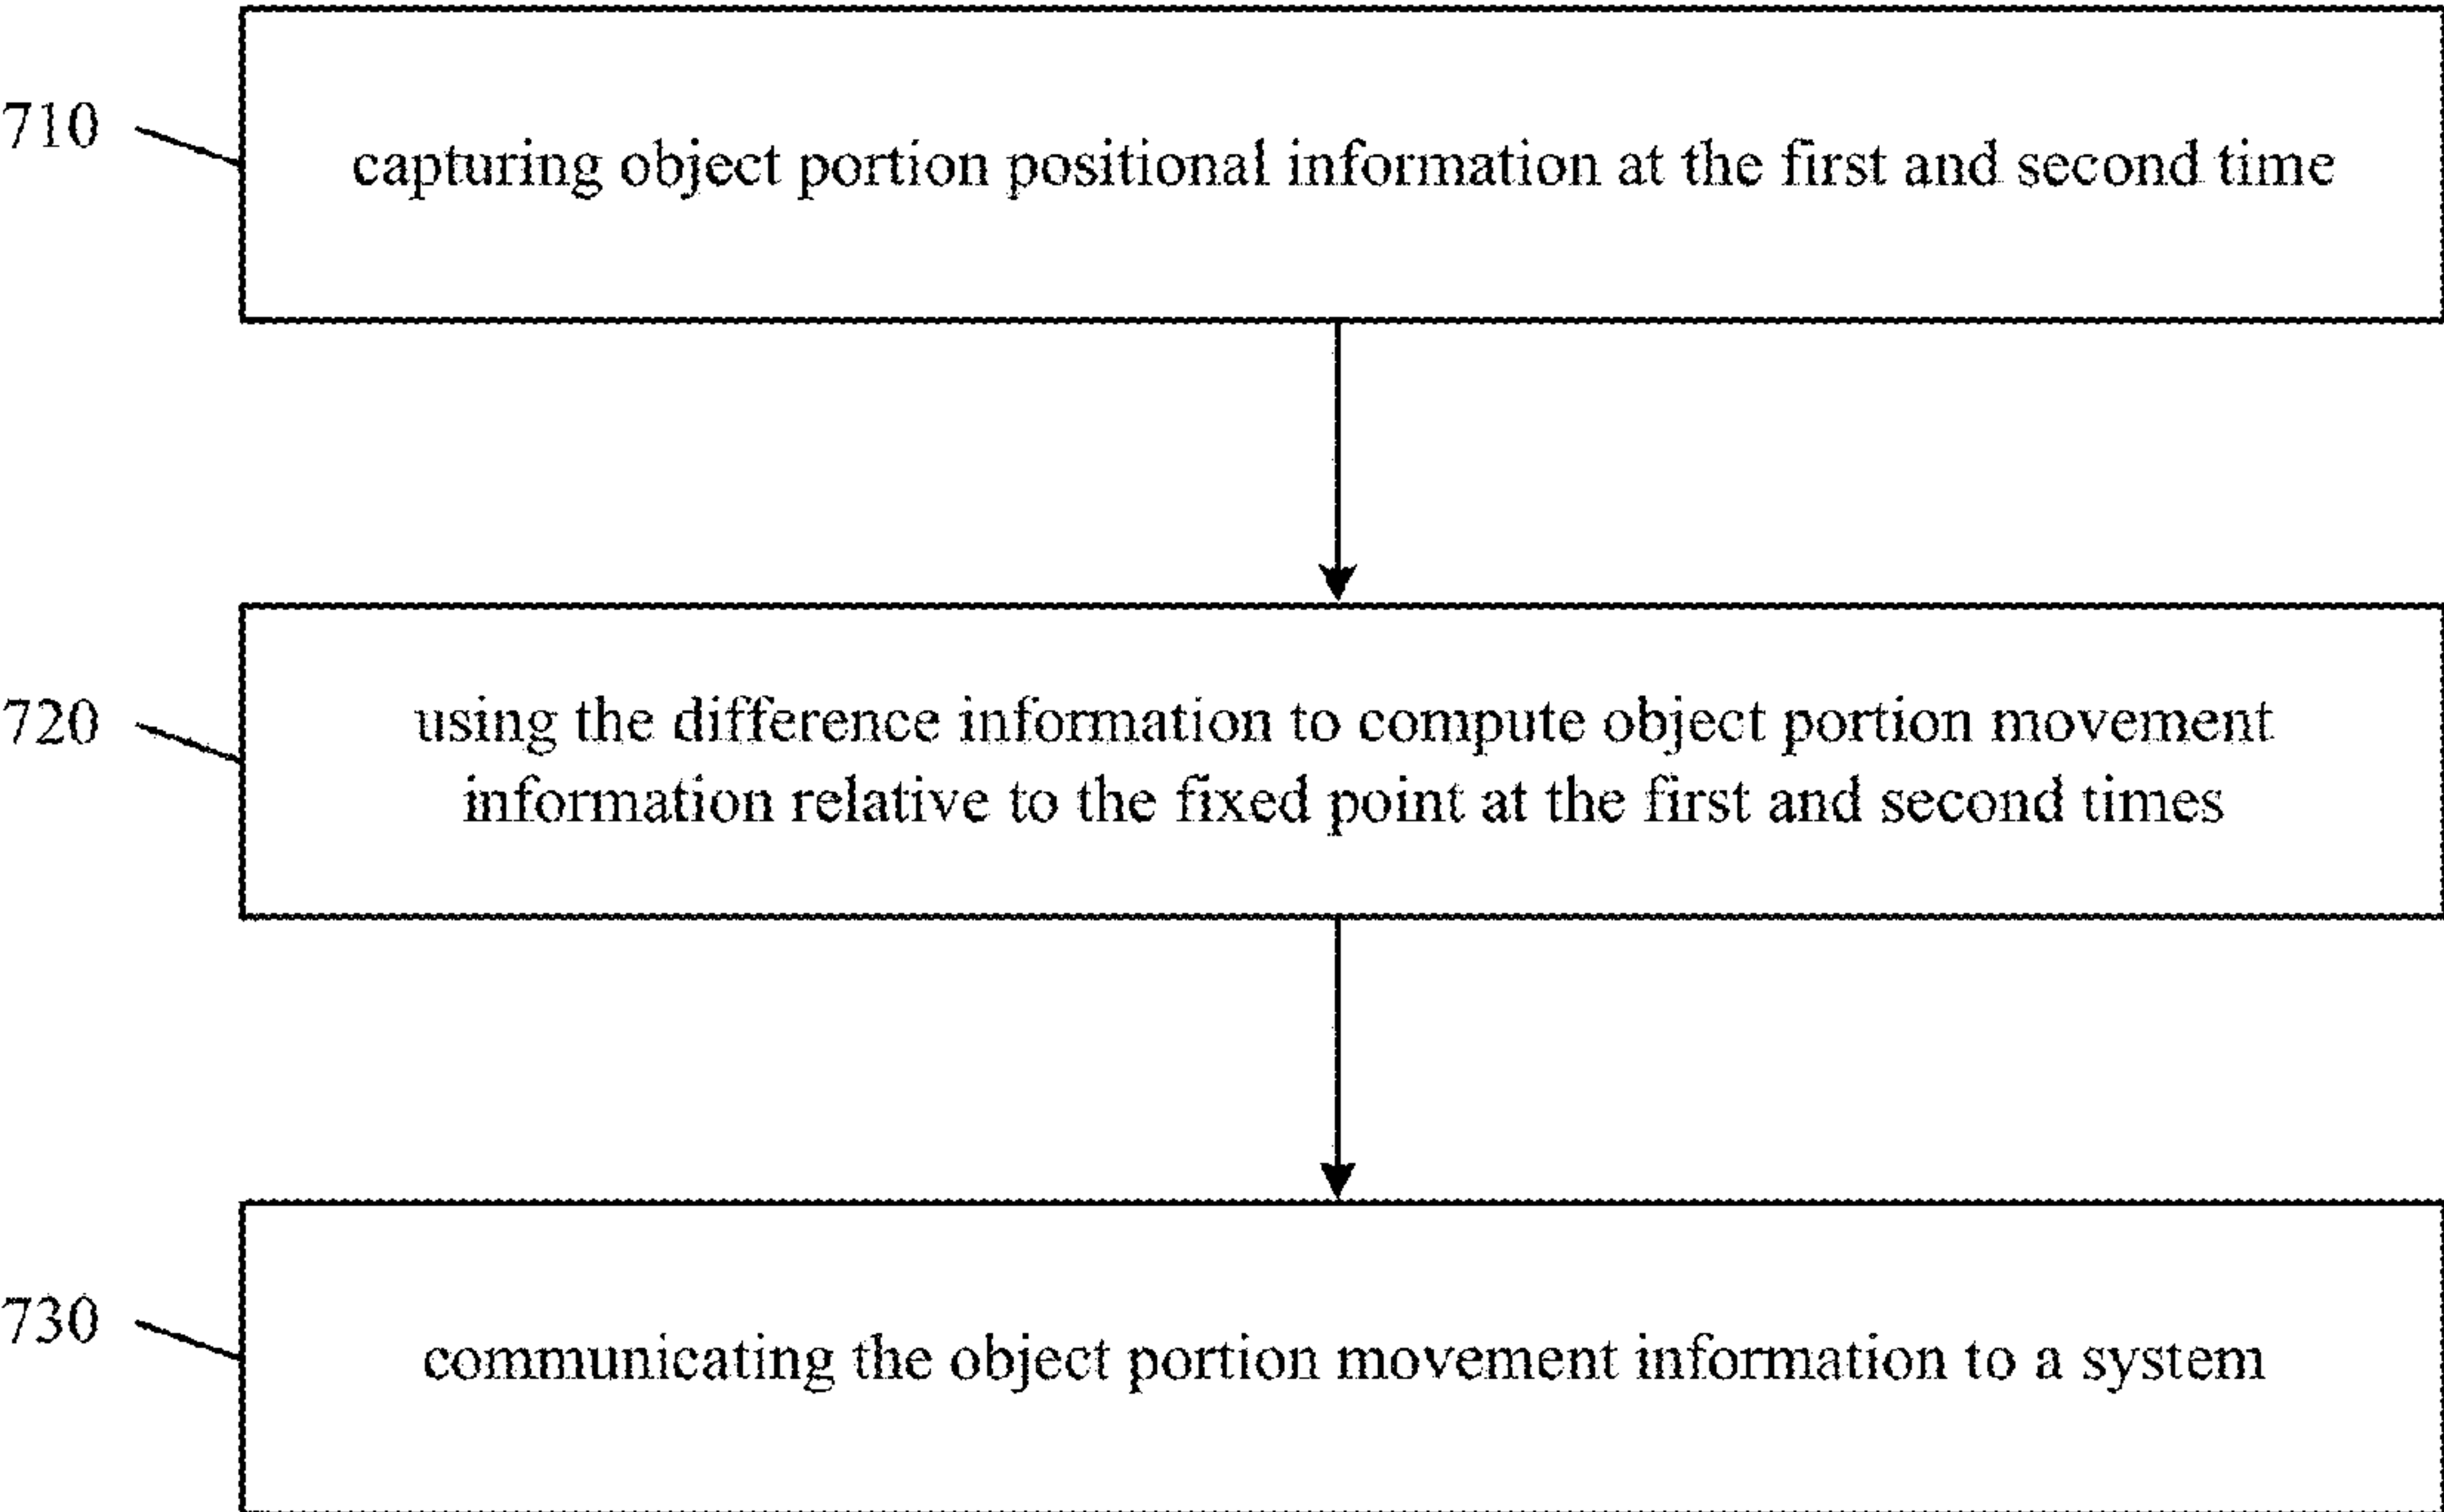 710
capturing object portion positional information at the first and second time
720
using the difference information to compute object portion movement
information relative to the fixed point at the first and second times
730
communicating the object portion movement information to a system